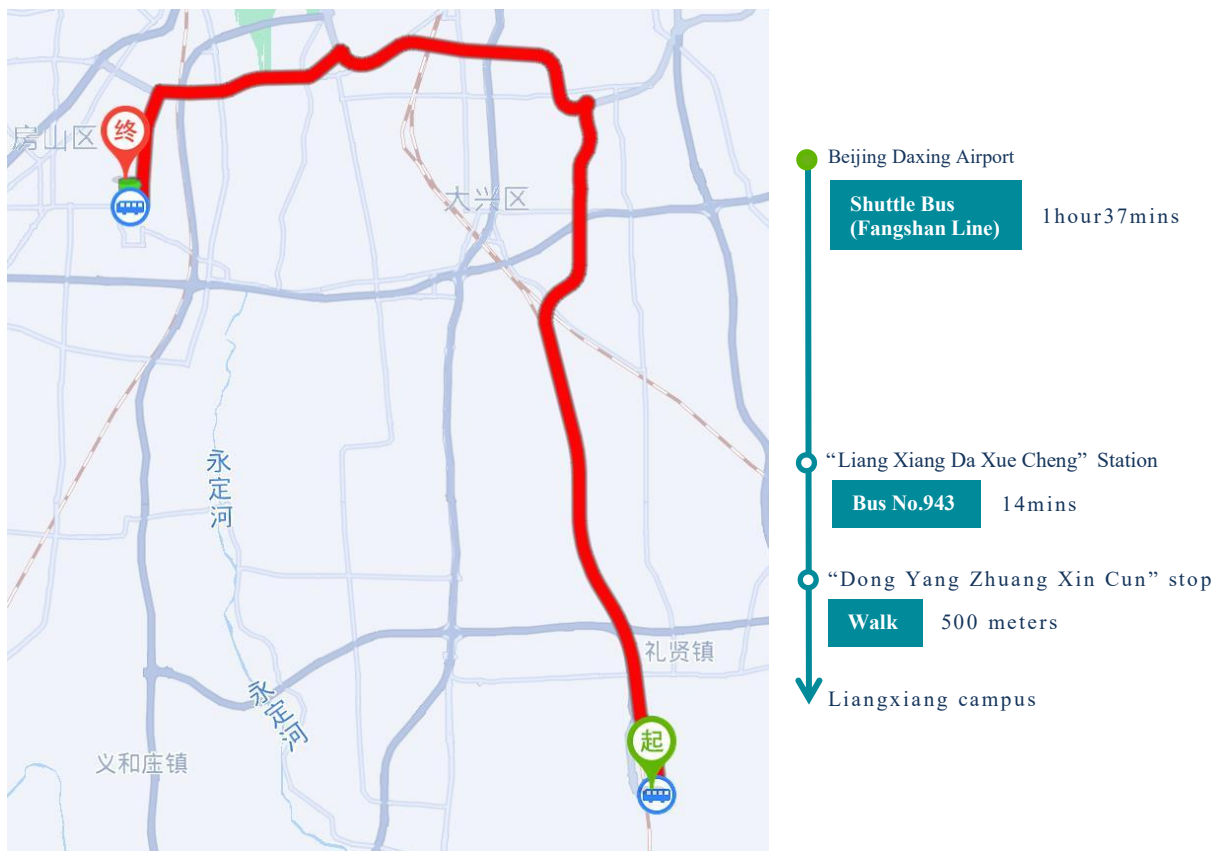 房山区
终
大兴区
永定河
永定河
礼贤镇
起
义和庄镇
Beijing Daxing Airport
Shuttle Bus
(Fangshan Line)
1hour37mins
“Liang Xiang Da Xue Cheng” Station
Bus No.943
14mins
“Dong Yang Zhuang Xin Cun” stop
Walk
500 meters
Liangxiang campus